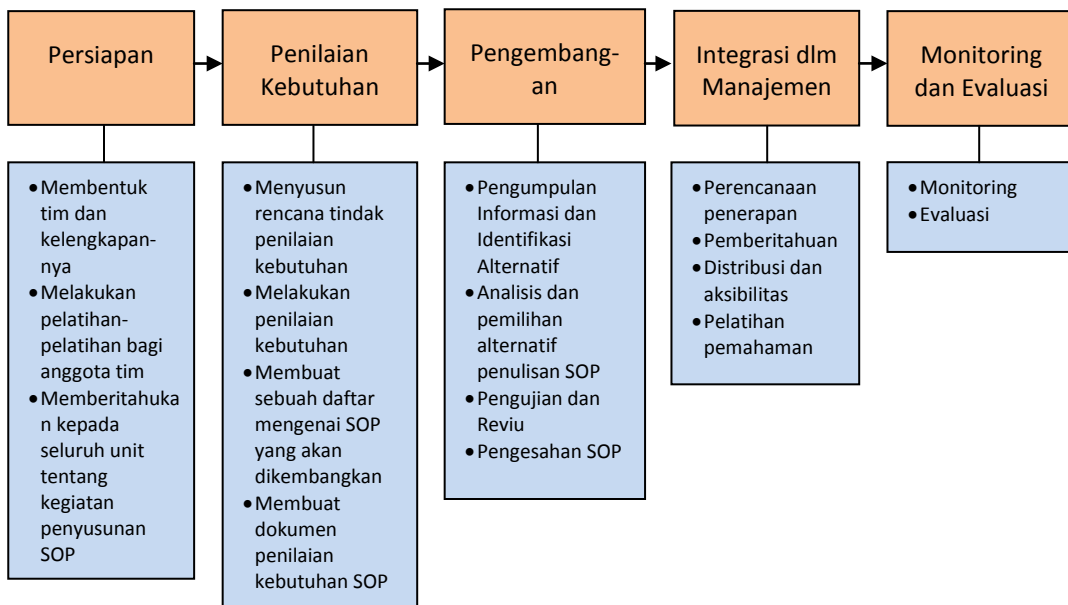 Persiapan
Penilaian
Kebutuhan
Pengembang-
an
Integrasi dlm
Manajemen
Monitoring
dan Evaluasi
•Membentuk
tim dan
kelengkapan-
nya
•Melakukan
pelatihan-
pelatihan bagi
anggota tim
•Memberitahuka
n kepada
seluruh unit
tentang
kegiatan
penyusunan
SOP
•Menyusun
rencana tindak
penilaian
kebutuhan
•Melakukan
penilaian
kebutuhan
•Membuat
sebuah daftar
mengenai SOP
yang akan
dikembangkan
•Membuat
dokumen
penilaian
kebutuhan SOP
•Pengumpulan
Informasi dan
Identifikasi
Alternatif
•Analisis dan
pemilihan
alternatif
penulisan SOP
•Pengujian dan
Reviu
•Pengesahan SOP
•Perencanaan
penerapan
•Pemberitahuan
•Distribusi dan
aksibilitas
•Pelatihan
pemahaman
•Monitoring
•Evaluasi